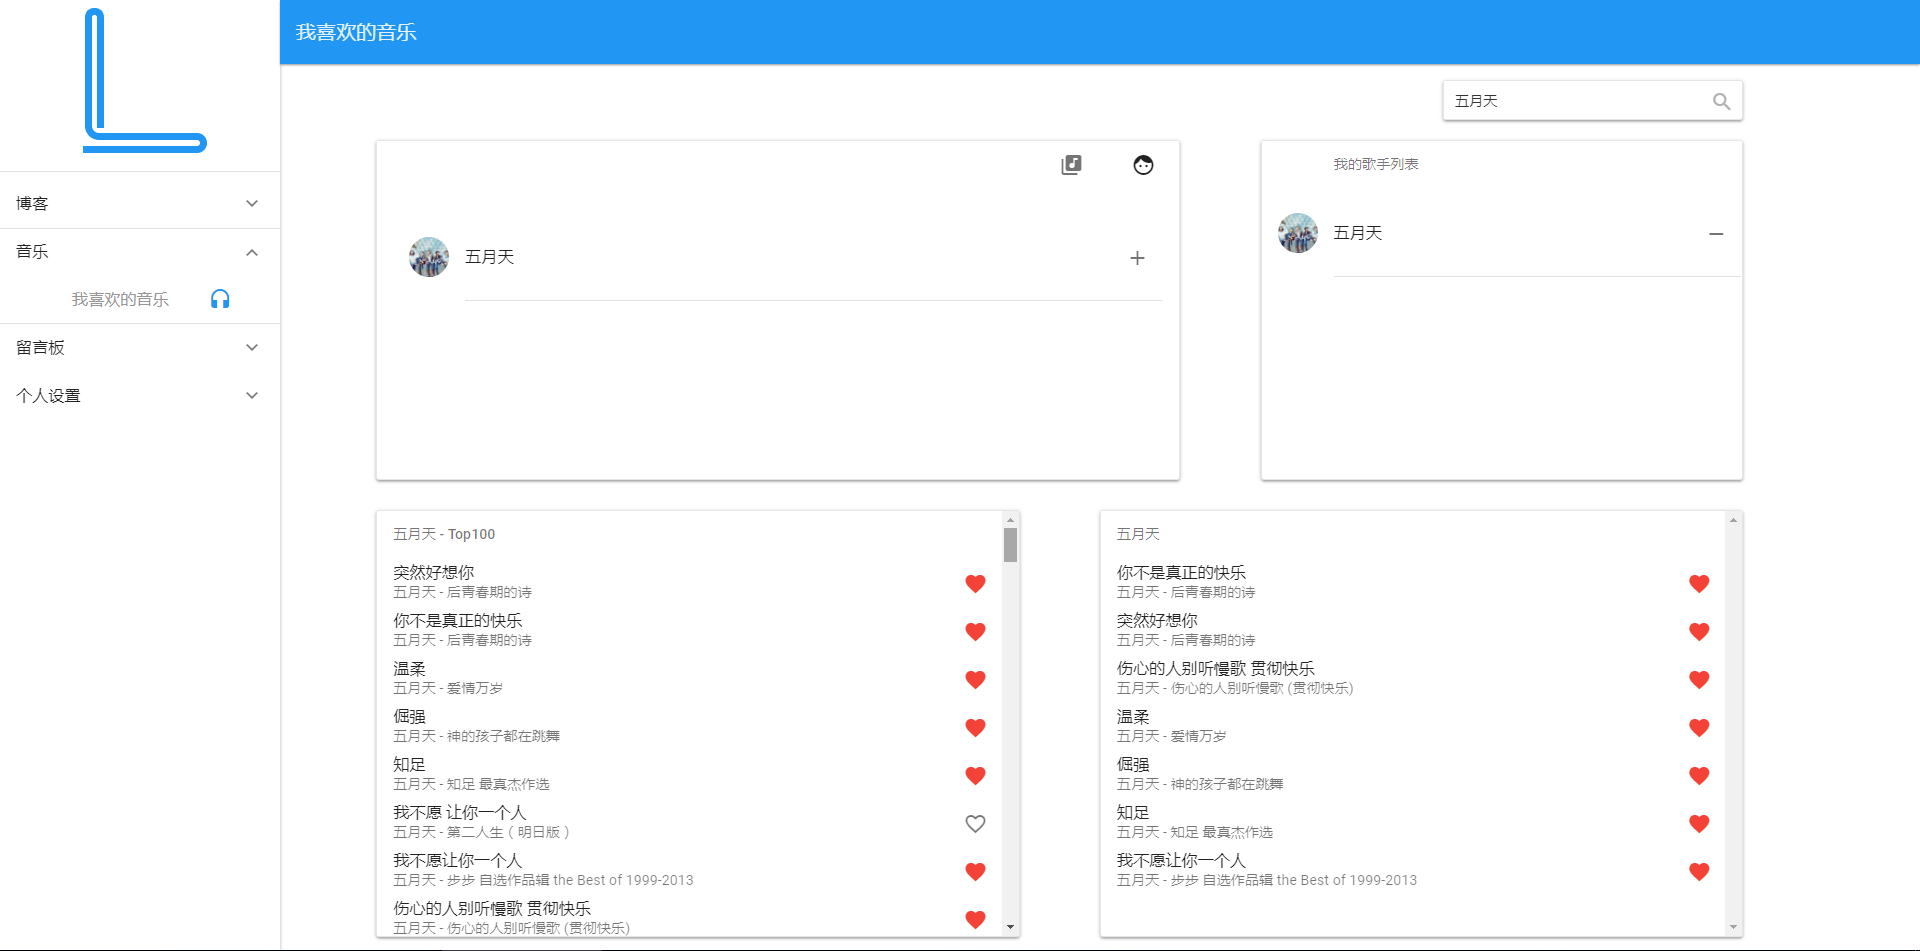 我喜欢的音乐
博客
音乐
我喜欢的音乐
留言板
个人设置
五月天
五月天
我的歌手列表
五月天
五月天 - Top100
突然好想你
五月天 - 后青春期的诗
你不是真正的快乐
五月天 - 后青春期的诗
温柔
五月天 - 爱情万岁
倔强
五月天 - 神的孩子都在跳舞
知足
五月天 - 知足 最真杰作选
我不愿 让你一个人
五月天 - 第二人生（明日版）
我不愿让你一个人
五月天 - 步步 自选作品辑 the Best of 1999-2013
伤心的人别听慢歌 贯彻快乐
五月天 - 伤心的人别听慢歌 (贯彻快乐)
五月天
你不是真正的快乐
五月天 - 后青春期的诗
突然好想你
五月天 - 后青春期的诗
伤心的人别听慢歌 贯彻快乐
五月天 - 伤心的人别听慢歌 (贯彻快乐)
温柔
五月天 - 爱情万岁
倔强
五月天 - 神的孩子都在跳舞
知足
五月天 - 知足 最真杰作选
我不愿让你一个人
五月天 - 步步 自选作品辑 the Best of 1999-2013